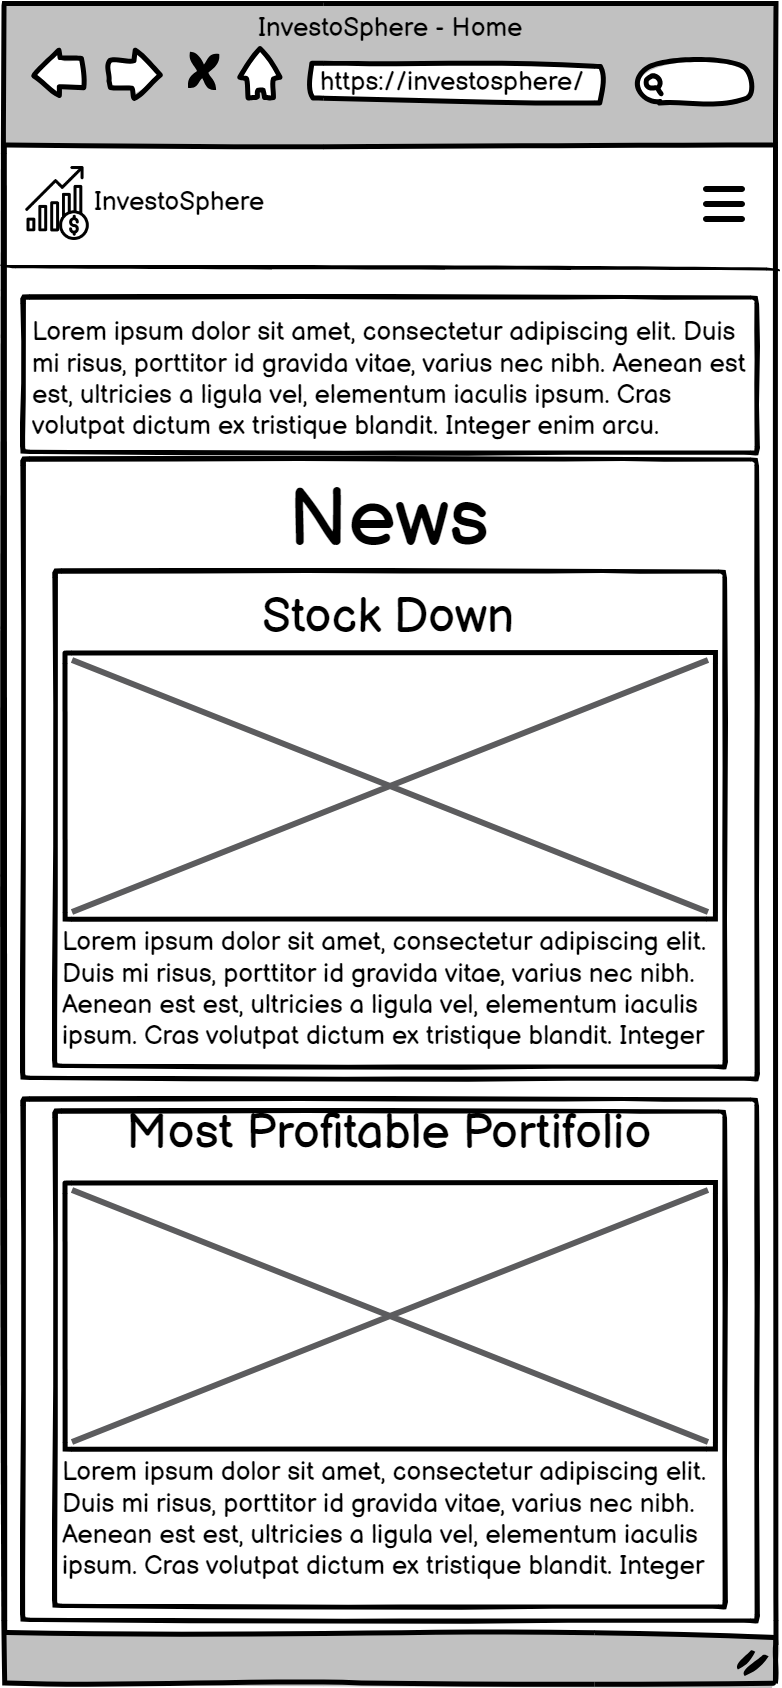 InvestoSphere - Home
https://investosphere/
InvestoSphere
Lorem ipsum dolor sit amet, consectetur adipiscing elit. Duis
mi risus, porttitor id gravida vitae, varius nec nibh. Aenean est
est, ultricies a ligula vel, elementum iaculis ipsum. Cras
volutpat dictum ex tristique blandit. Integer enim arcu.
News
Stock Down
Lorem ipsum dolor sit amet, consectetur adipiscing elit.
Duis mi risus, porttitor id gravida vitae, varius nec nibh.
Aenean est est, ultricies a ligula vel, elementum iaculis
ipsum. Cras volutpat dictum ex tristique blandit. Integer
Most Profitable Portifolio
Lorem ipsum dolor sit amet, consectetur adipiscing elit.
Duis mi risus, porttitor id gravida vitae, varius nec nibh.
Aenean est est, ultricies a ligula vel, elementum iaculis
ipsum. Cras volutpat dictum ex tristique blandit. Integer